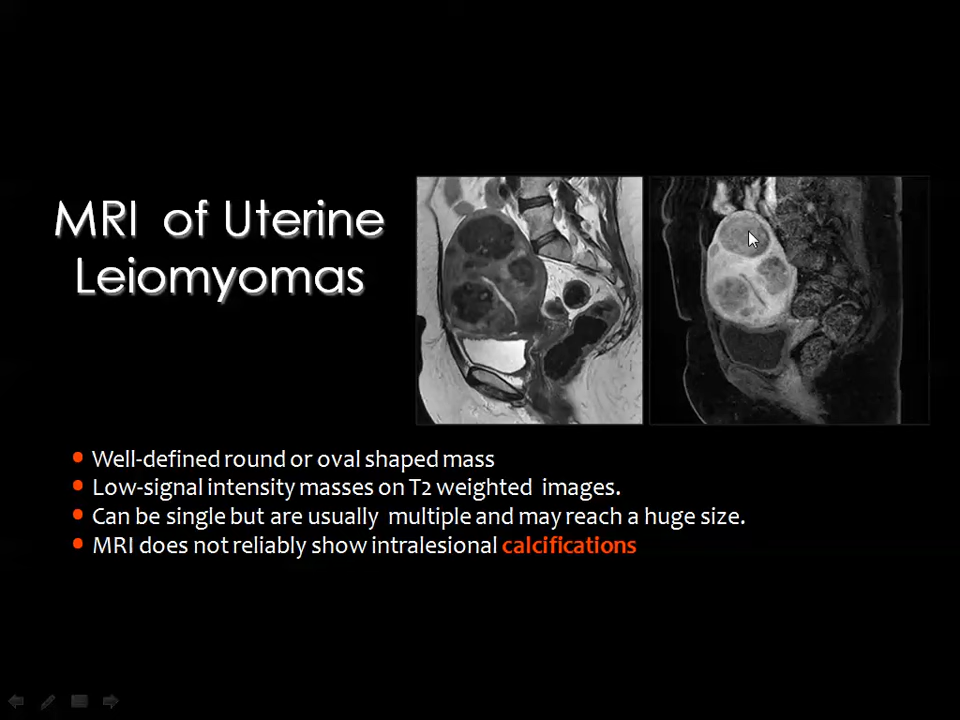 MRI of Uterine
Leiomyomas
• Well-defined round or oval shaped mass
• Low-signal intensity masses on T2 weighted images.
• Can be single but are usually multiple and may reach a huge size.
• MRI does not reliably show intralesional calcifications